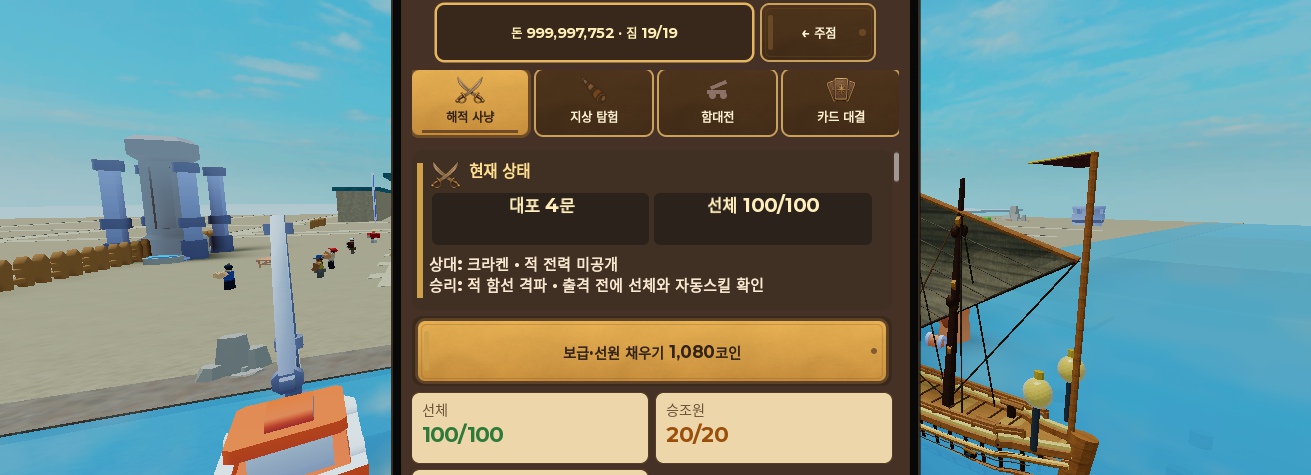 돈 999,997,752 · 짐 19/19
← 주점
해적 사냥
지상 탐험
함대전
카드 대결
현재 상태
대포 4문
선체 100/100
상대: 크라켄 • 적 전력 미공개
승리: 적 함선 격파 • 출격 전에 선체와 자동스킬 확인
보급·선원 채우기 1,080코인
선체
승조원
100/100
20/20